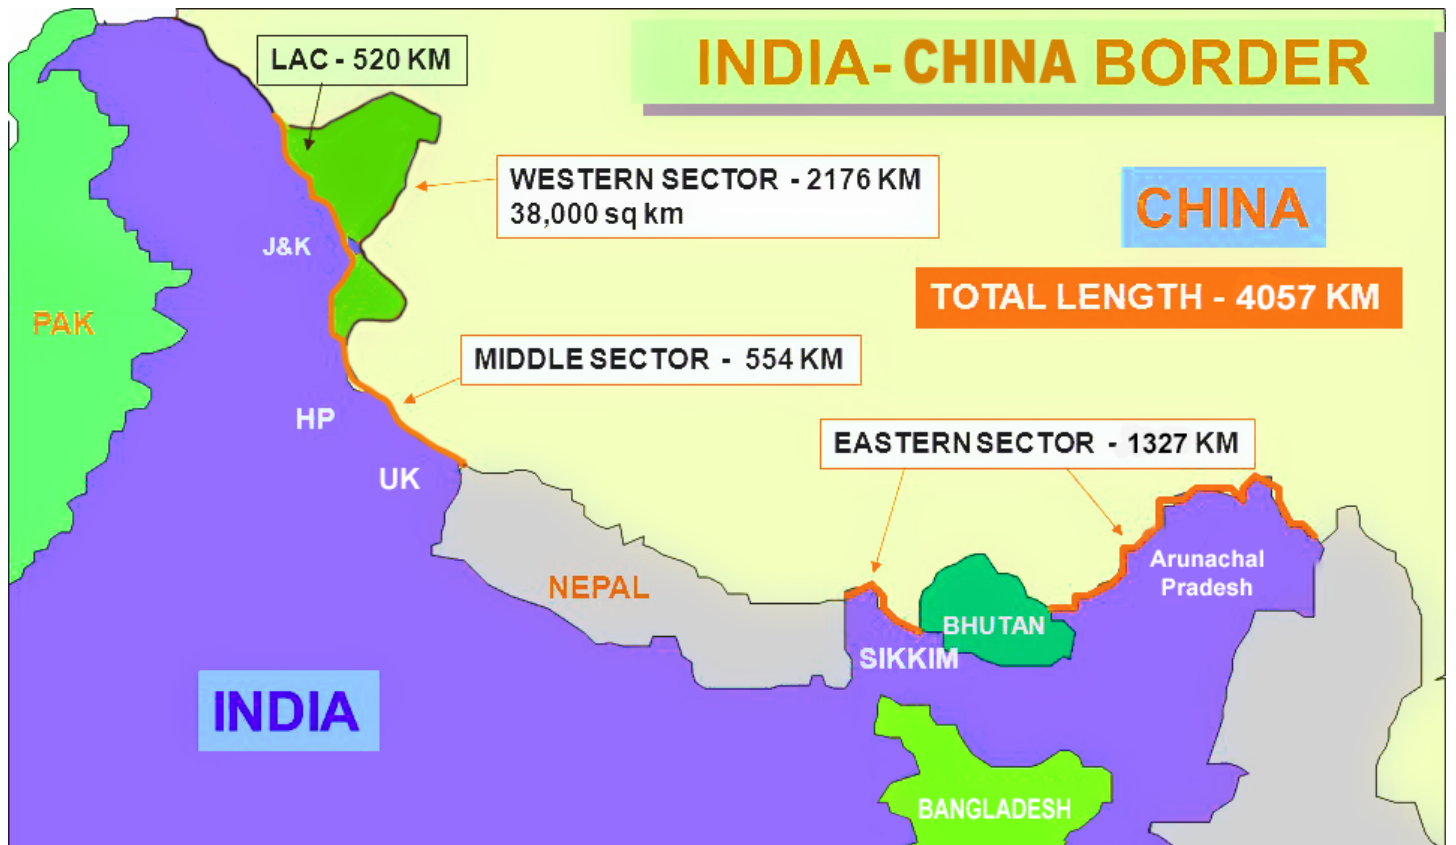 INDIA- CHINA BORDER
LAC - 520 KM
WESTERN SECTOR - 2176 KM
38,000 sq km
CHINA
J&K
TOTAL LENGTH - 4057 KM
PAK
MIDDLE SECTOR - 554 KM
HP
EASTERN SECTOR - 1327 KM
UK
Arunachal
Pradesh
NEPAL
BHUTAN
SIKKIM
INDIA
BANGLADESH